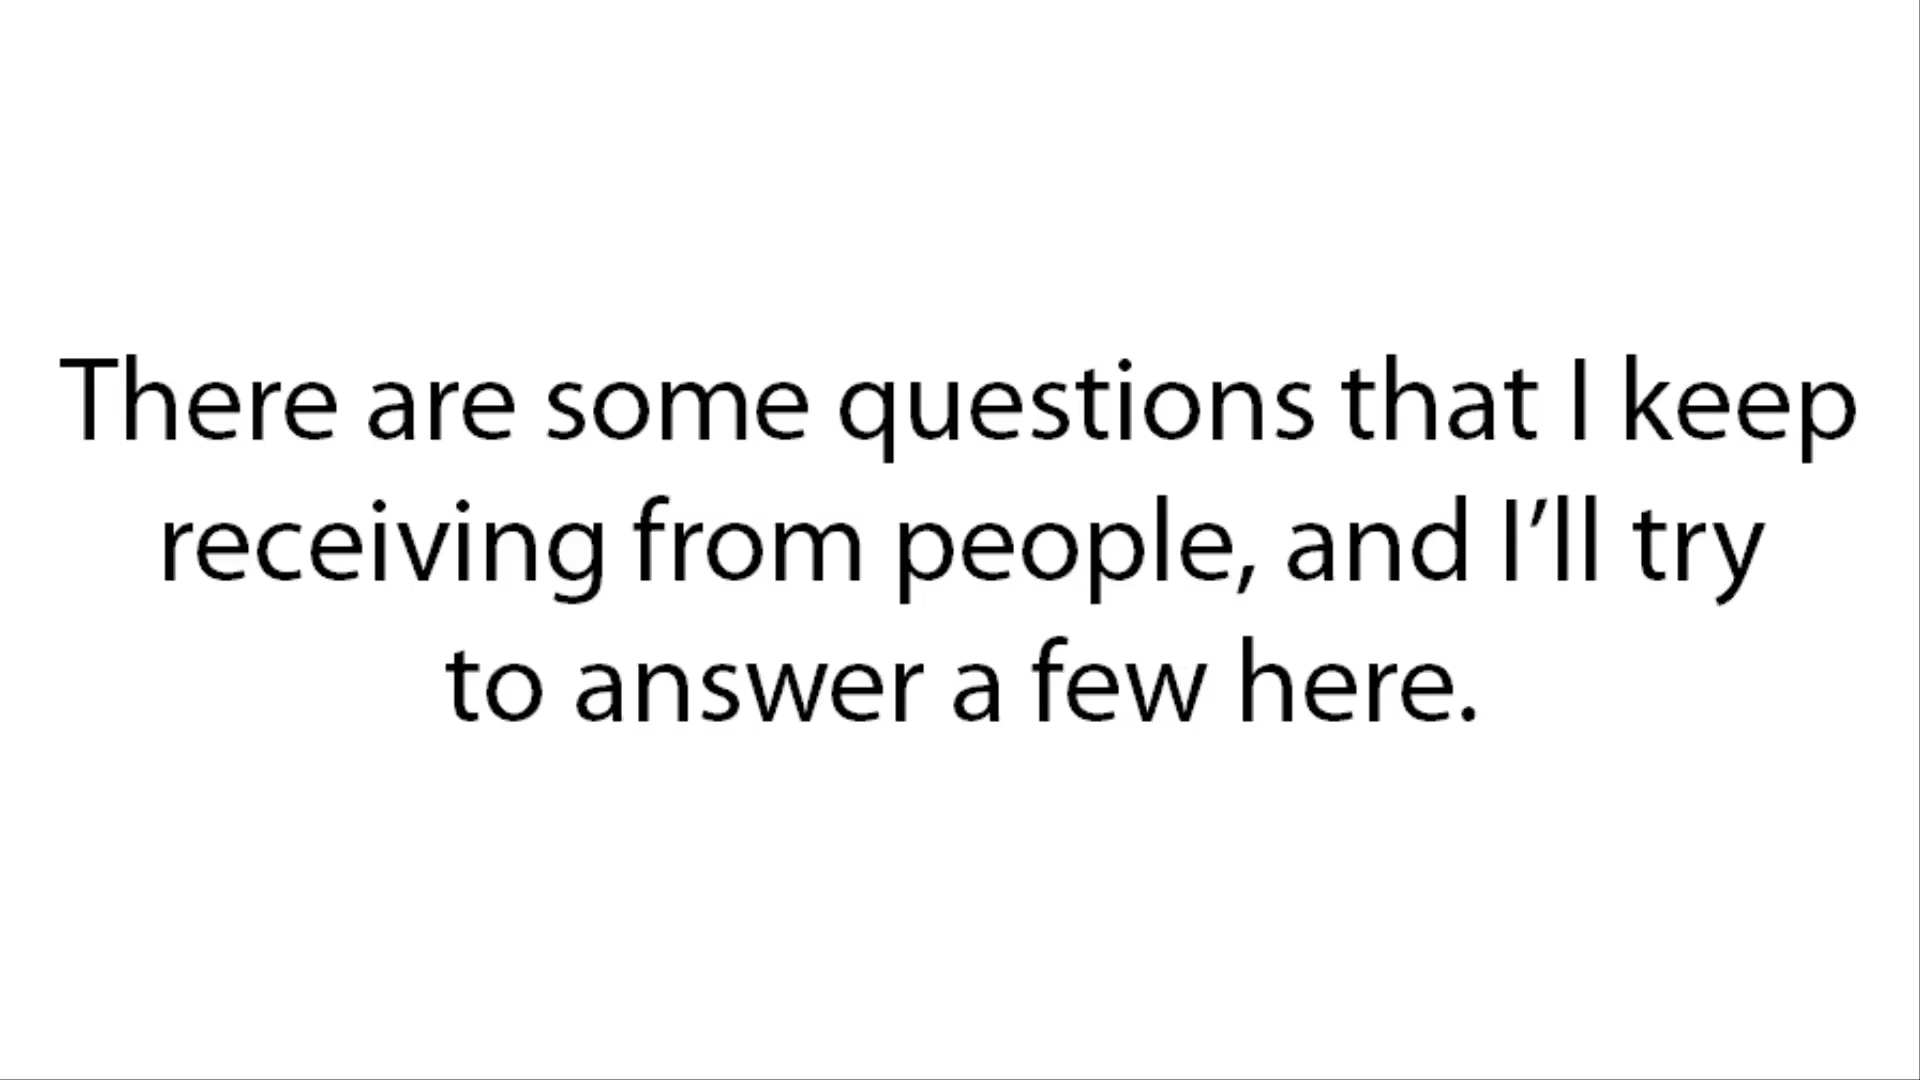 There are some questions that I keep
receiving from people, and I’ll try
to answer a few here.